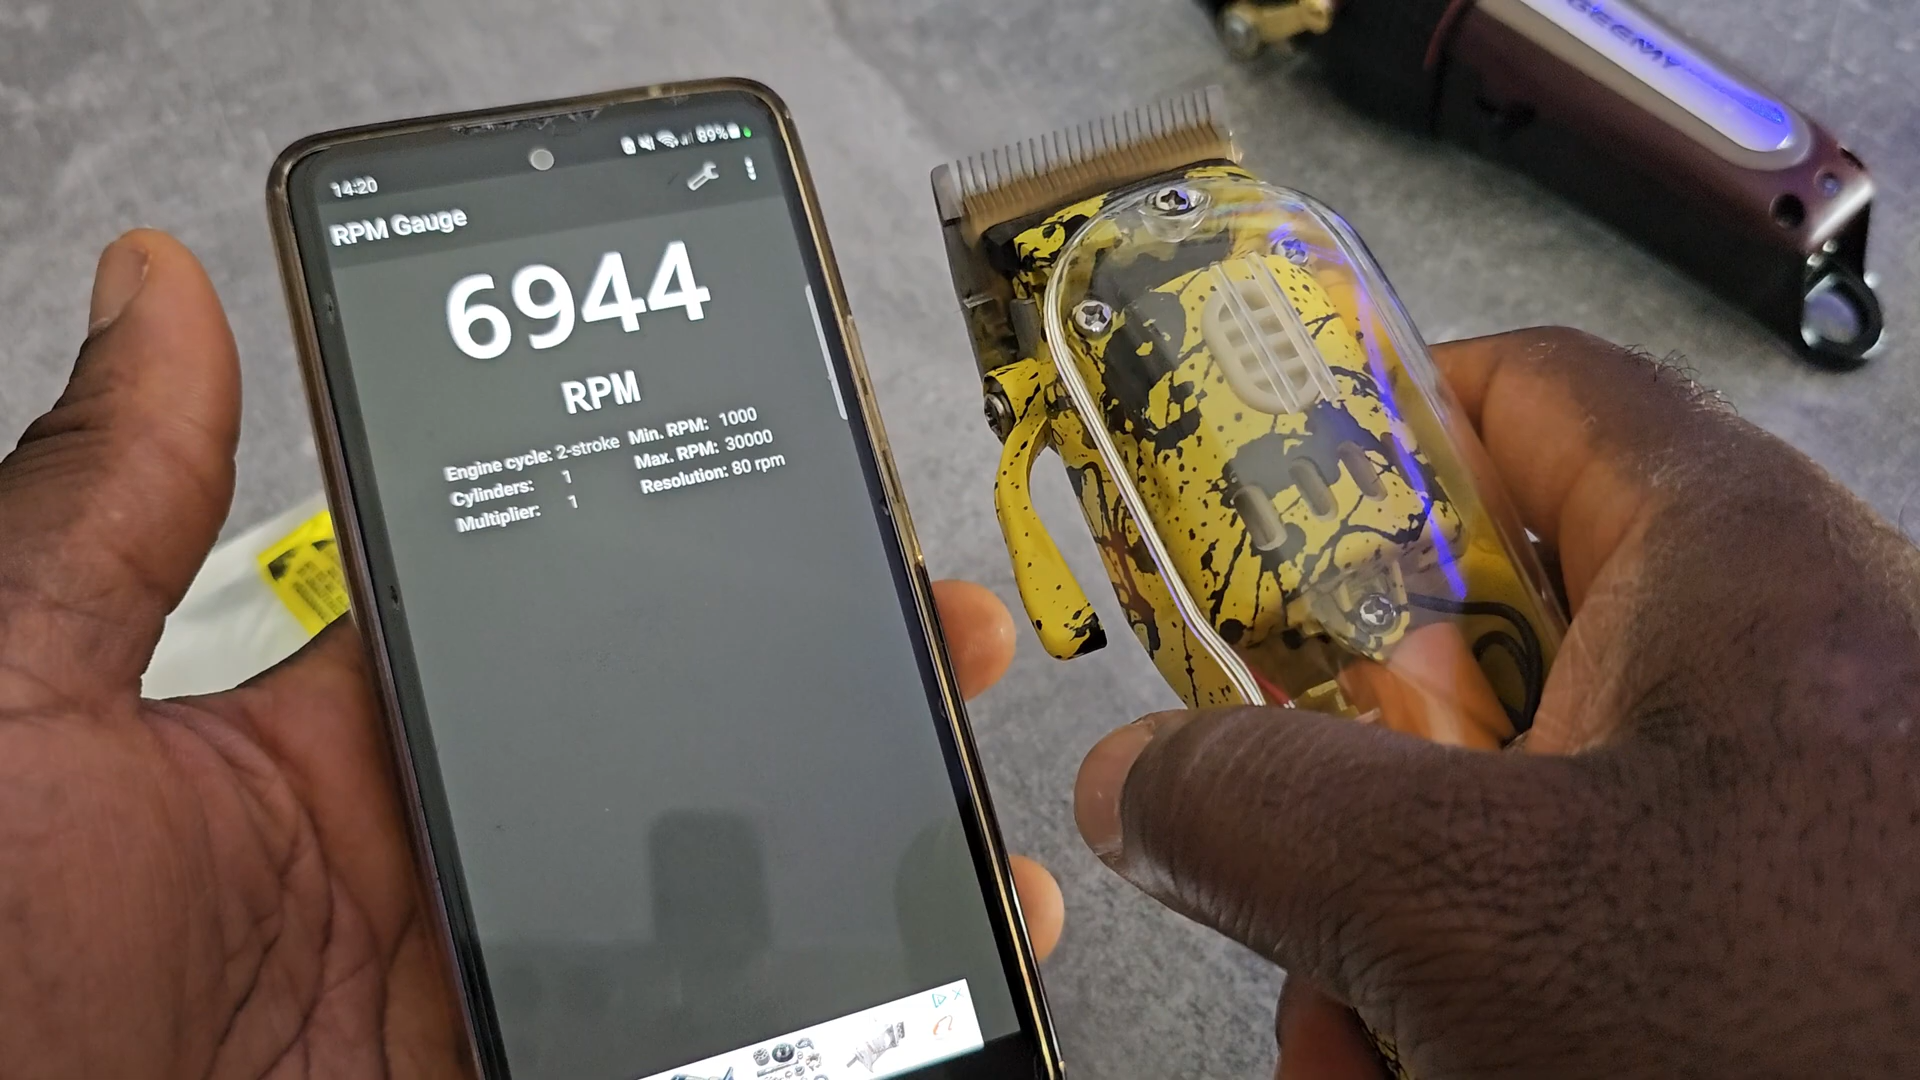 14:20
89%
RPM Gauge
6944
RPM
Engine cycle: 2-stroke Min. RPM: 1000
Cylinders: 1 Max. RPM: 30000
Multiplier: 1 Resolution: 80 rpm
GEEMY